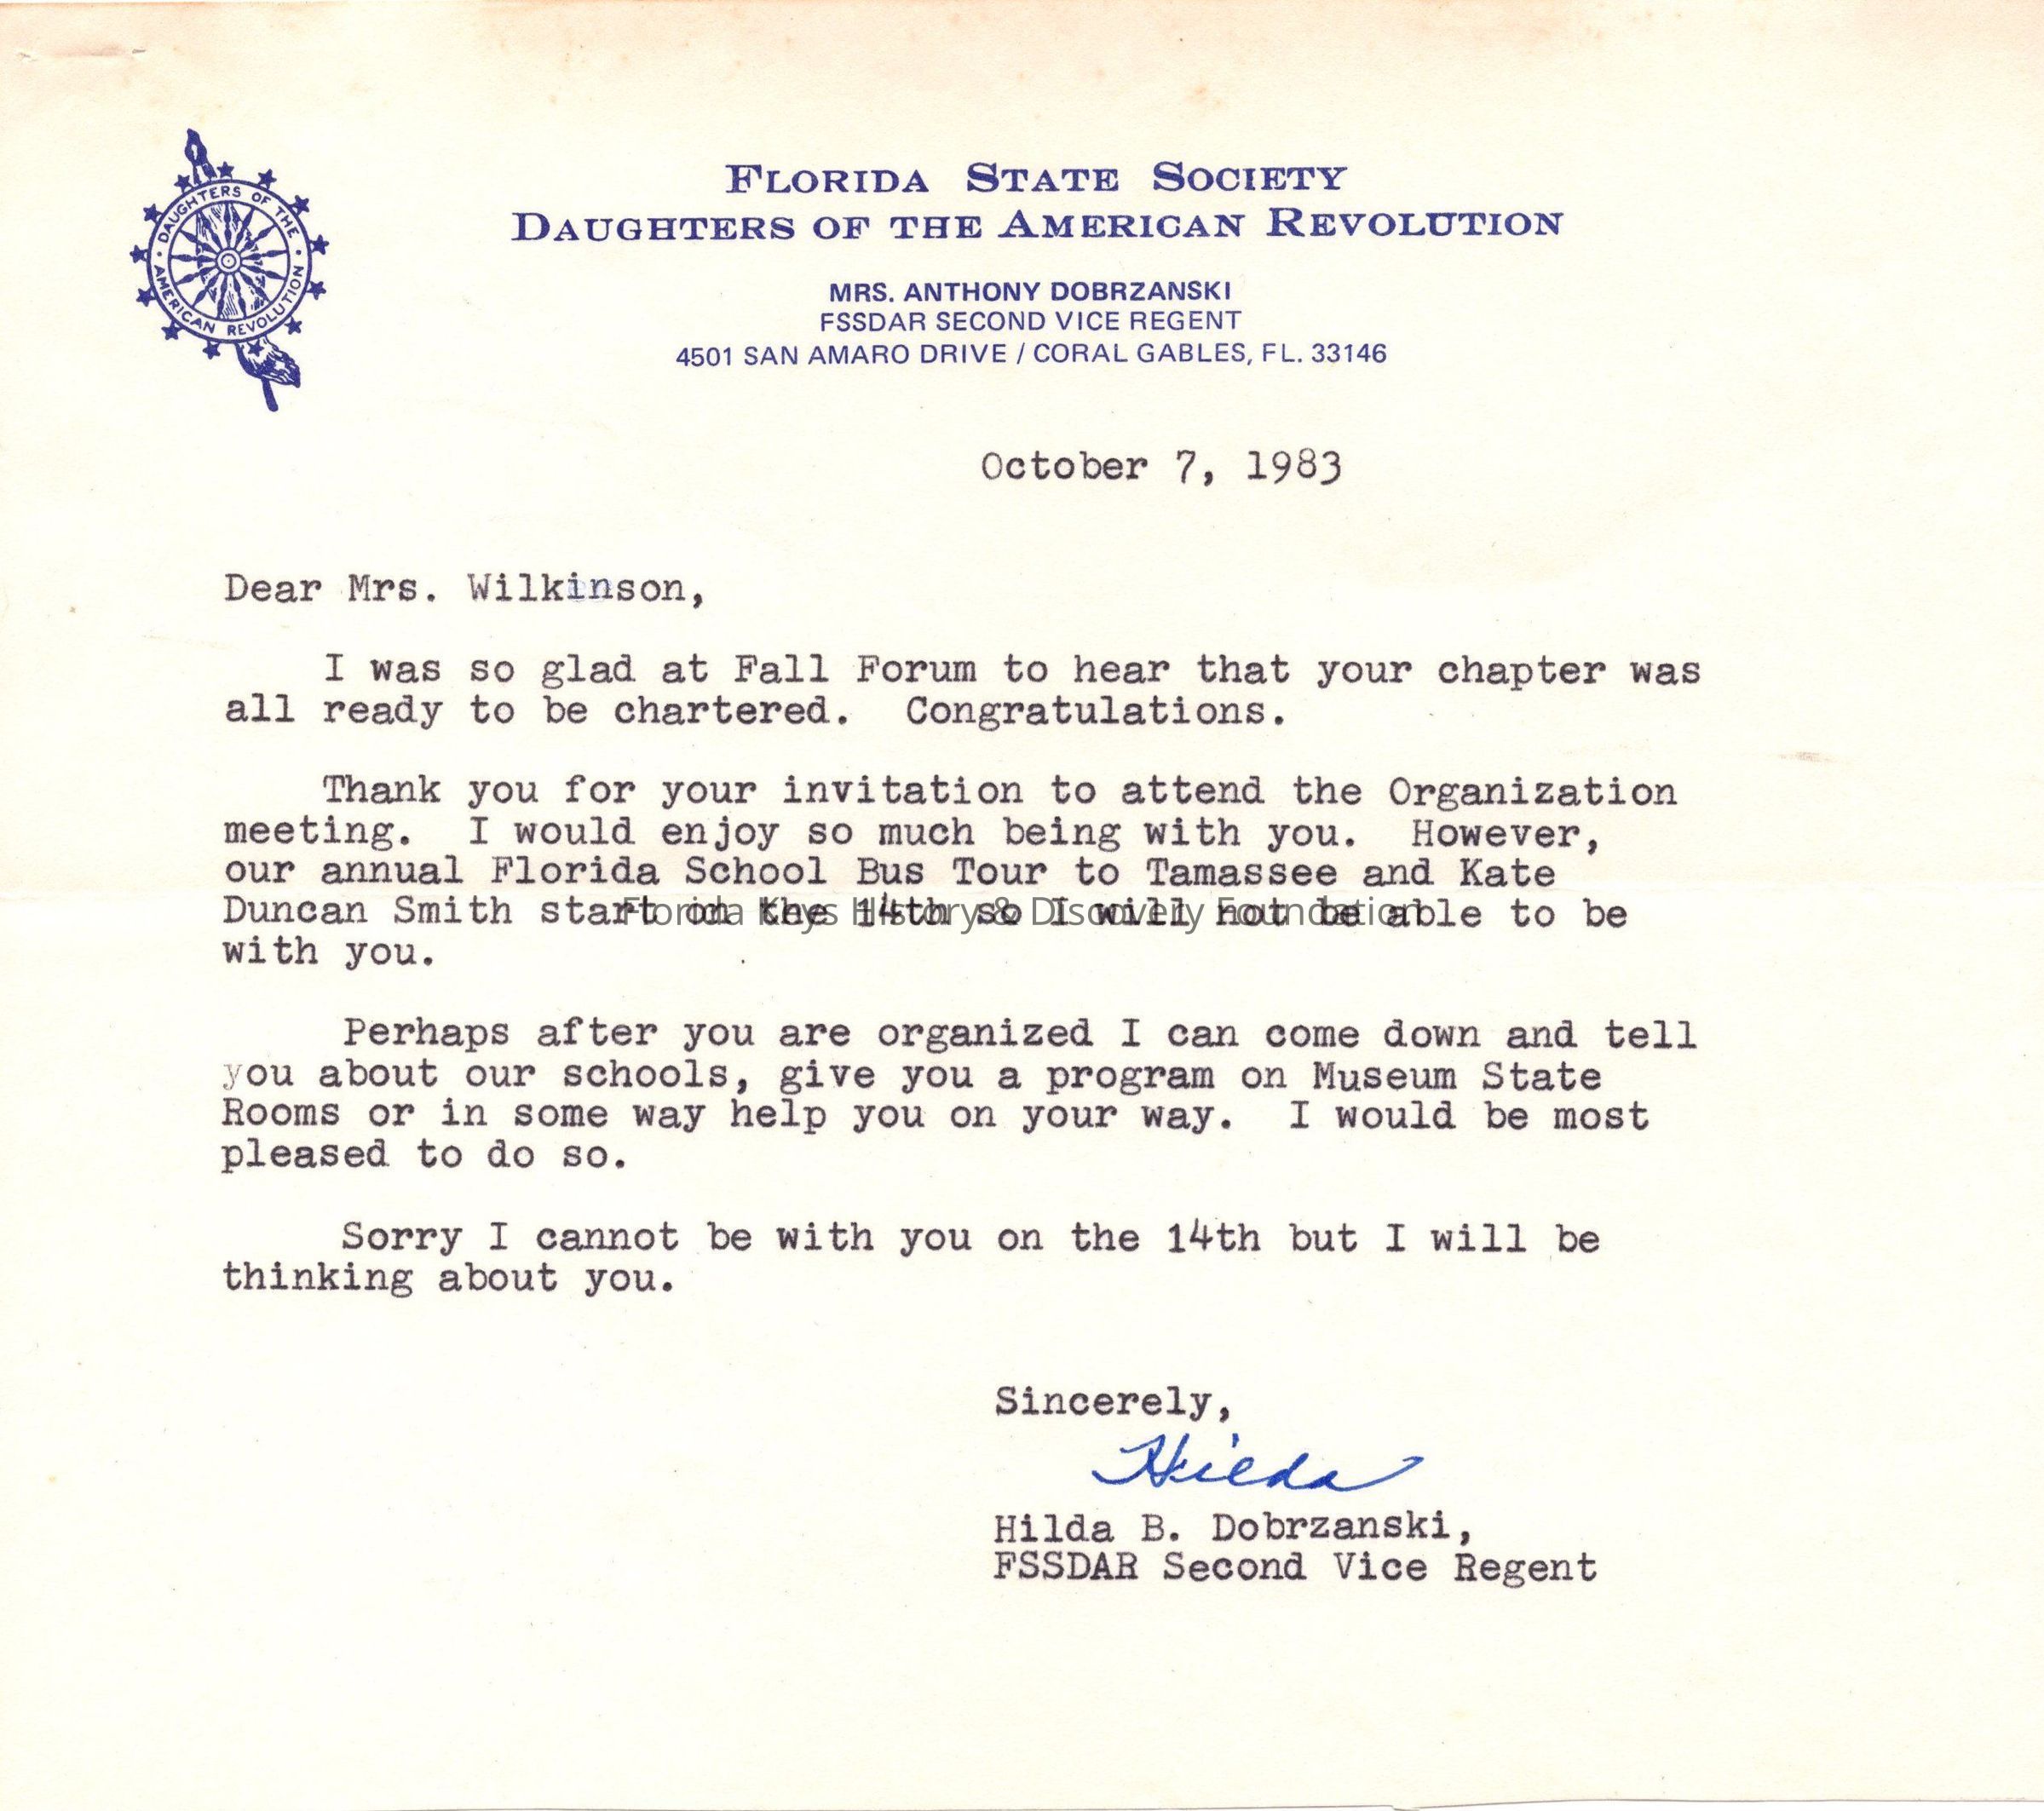 DAUGHTERS OF THE
AMERICAN REVOLUTION
FLORIDA STATE SOCIETY
DAUGHTERS OF THE AMERICAN REVOLUTION
MRS. ANTHONY DOBRZANSKI
FSSDAR SECOND VICE REGENT
4501 SAN AMARO DRIVE / CORAL GABLES, FL. 33146
October 7, 1983
Dear Mrs. Wilkinson,
I was so glad at Fall Forum to hear that your chapter was
all ready to be chartered. Congratulations.
Thank you for your invitation to attend the Organization
meeting. I would enjoy so much being with you. However,
our annual Florida School Bus Tour to Tamassee and Kate
Duncan Smith start on the 14th so I will not be able to be
Florida Keys History & Discovery Foundation
with you.
Perhaps after you are organized I can come down and tell
you about our schools, give you a program on Museum State
Rooms or in some way help you on your way. I would be most
pleased to do so.
Sorry I cannot be with you on the 14th but I will be
thinking about you.
Sincerely,
Hilda
Hilda B. Dobrzanski,
FSSDAR Second Vice Regent